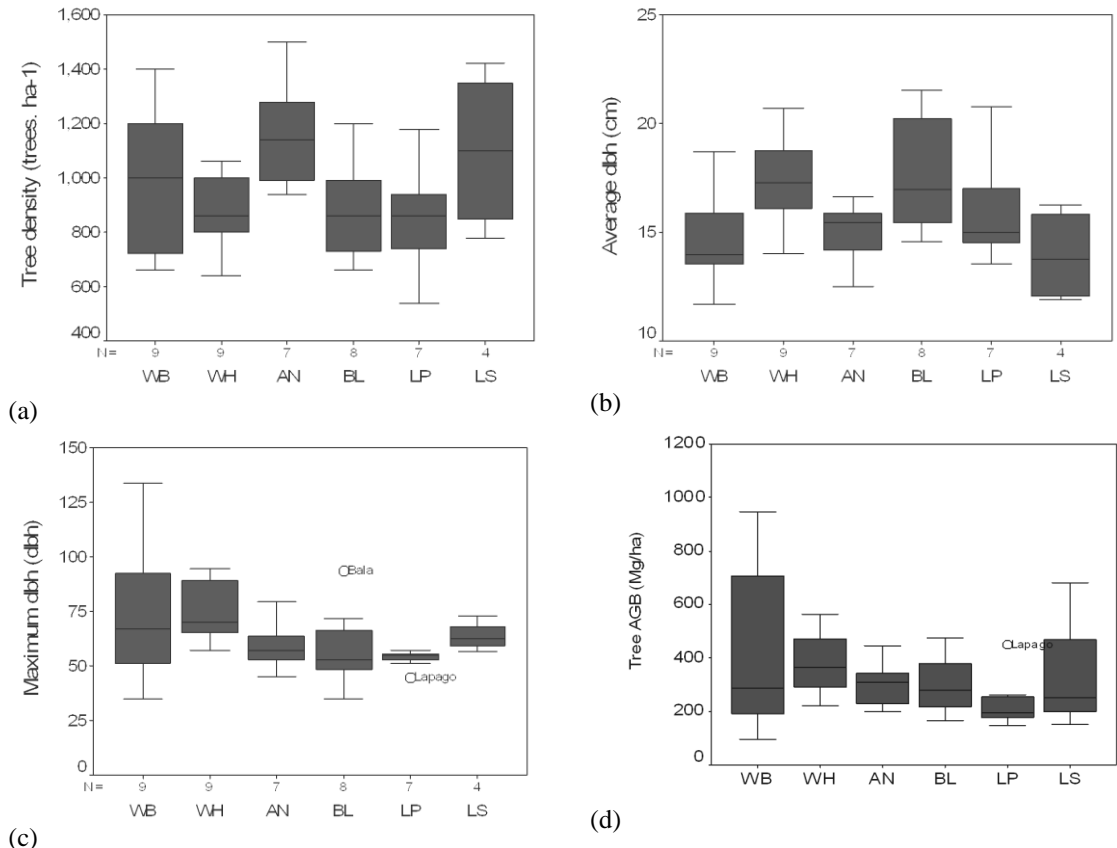 Tree density (trees. ha-1)
1.600
1.400
1.200
1.000
800
600
400
N= 9 9 7 8 7 4
WB WH AN BL LP LS
(a)
Average dbh (cm)
25
20
15
10
N= 9 9 7 8 7 4
WB WH AN BL LP LS
(b)
Maximum dbh (dbh)
150
125
100
75
50
25
0
Bala
Lapago
N= 9 9 7 8 7 4
WB WH AN BL LP LS
(c)
Tree AGB (Mg/ha)
1200
1000
800
600
400
200
0
Lapago
WB WH AN BL LP LS
(d)